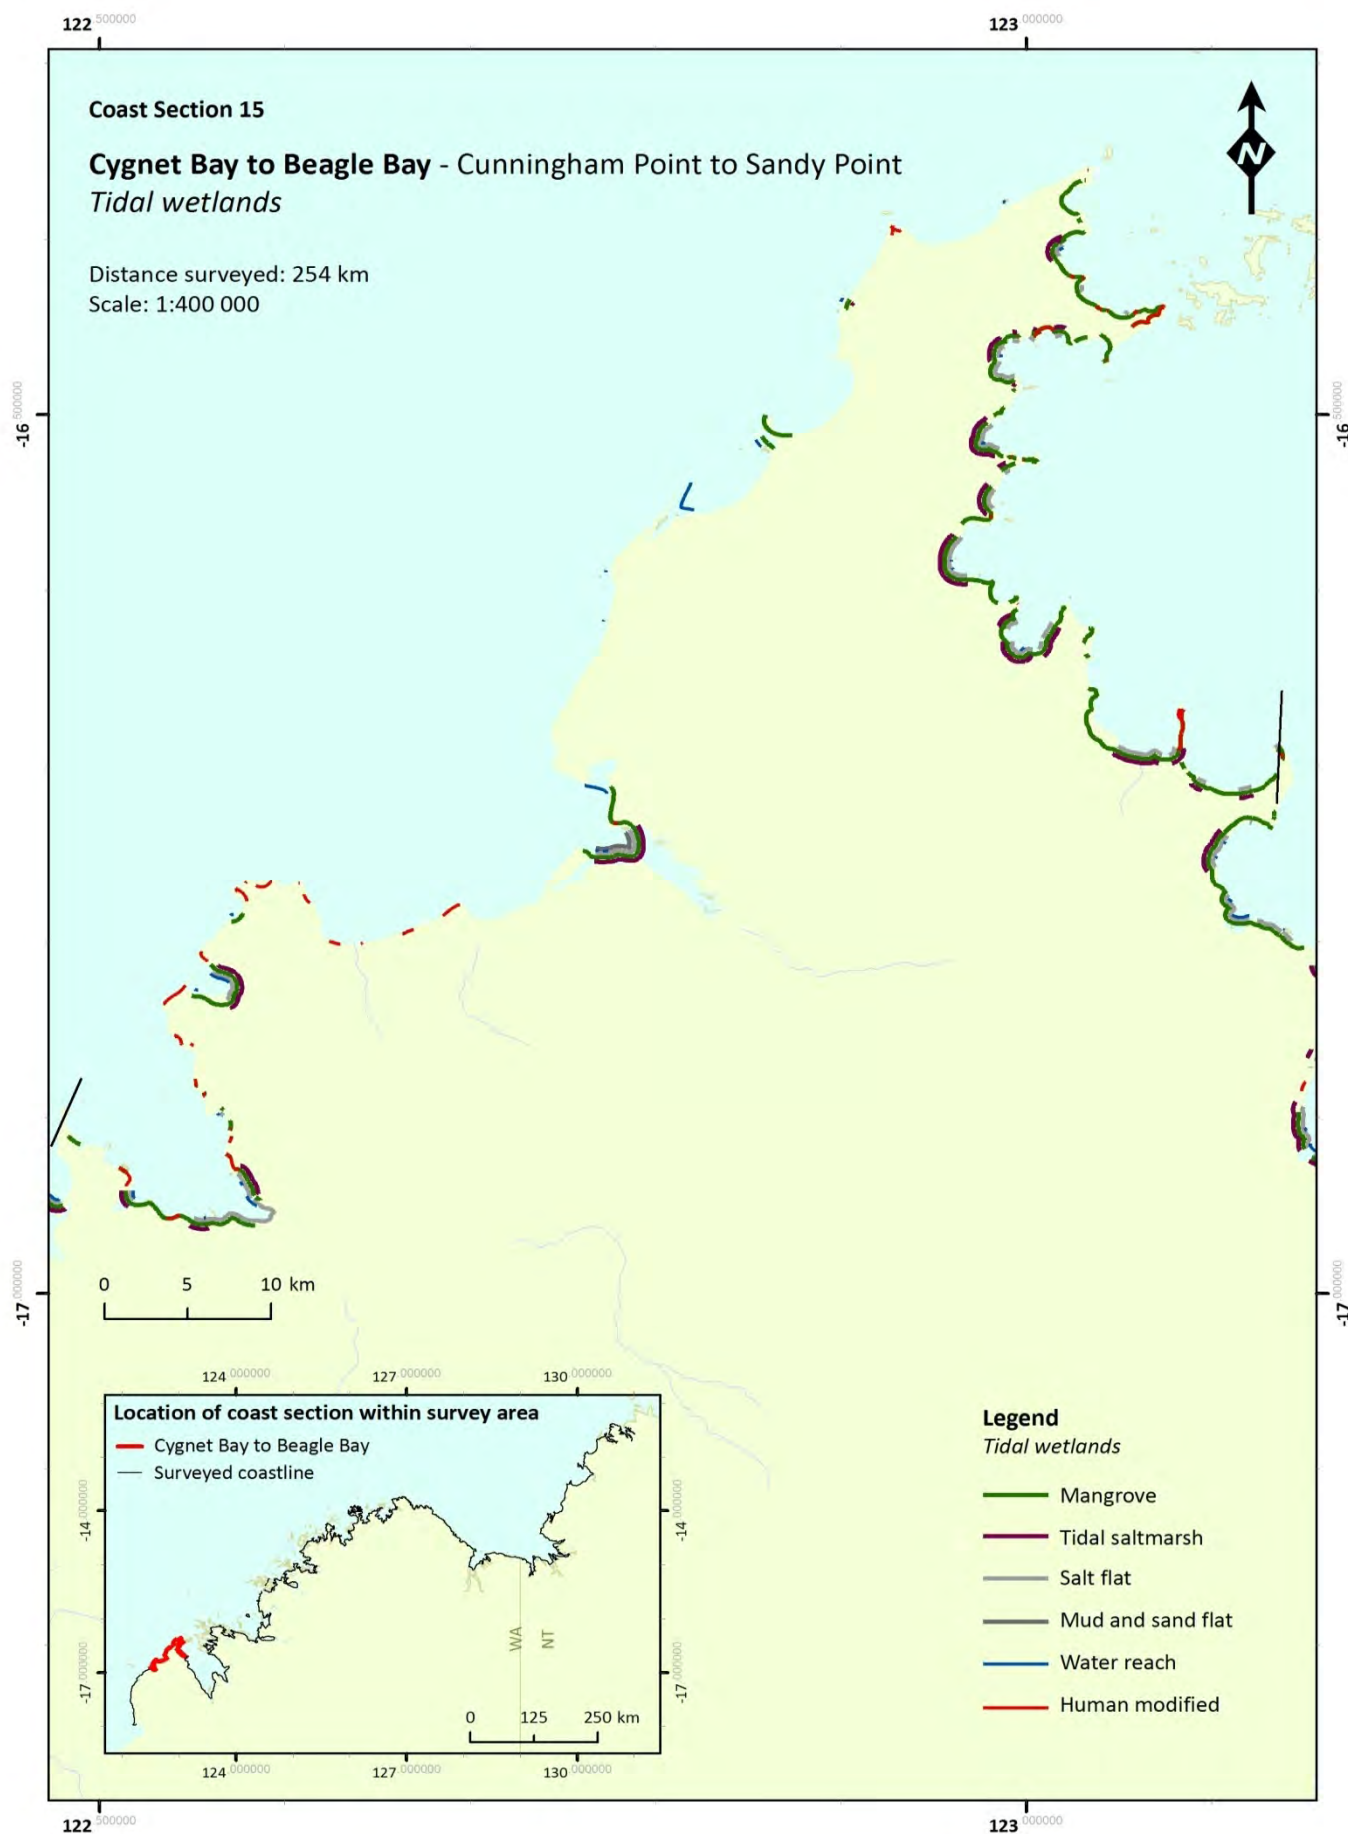 122 500000
123 000000
Coast Section 15
Cygnet Bay to Beagle Bay - Cunningham Point to Sandy Point
Tidal wetlands
N
Distance surveyed: 254 km
Scale: 1:400 000
-16 500000
-16 500000
-17 000000
-17 000000
0 5 10 km
124 000000
127 000000
130 000000
Location of coast section within survey area
Cygnet Bay to Beagle Bay
Surveyed coastline
-14 000000
-14 000000
WA
NT
-17 000000
-17 000000
0 125 250 km
124 000000
127 000000
130 000000
Legend
Tidal wetlands
Mangrove
Tidal saltmarsh
Salt flat
Mud and sand flat
Water reach
Human modified
122 500000
123 000000